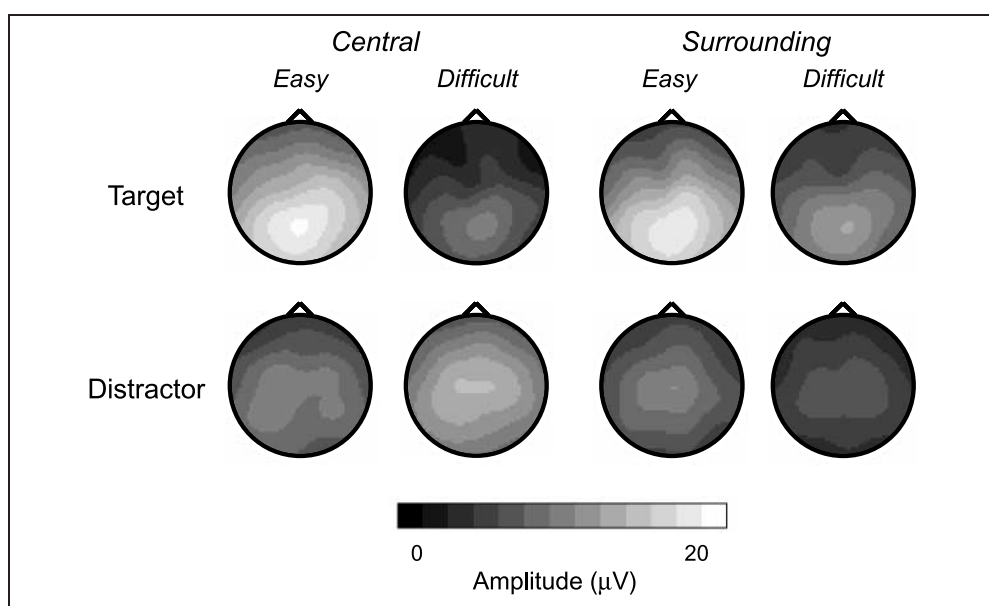 Central Surrounding
Easy Difficult Easy Difficult
Target
Distractor
0 20
Amplitude (μV)